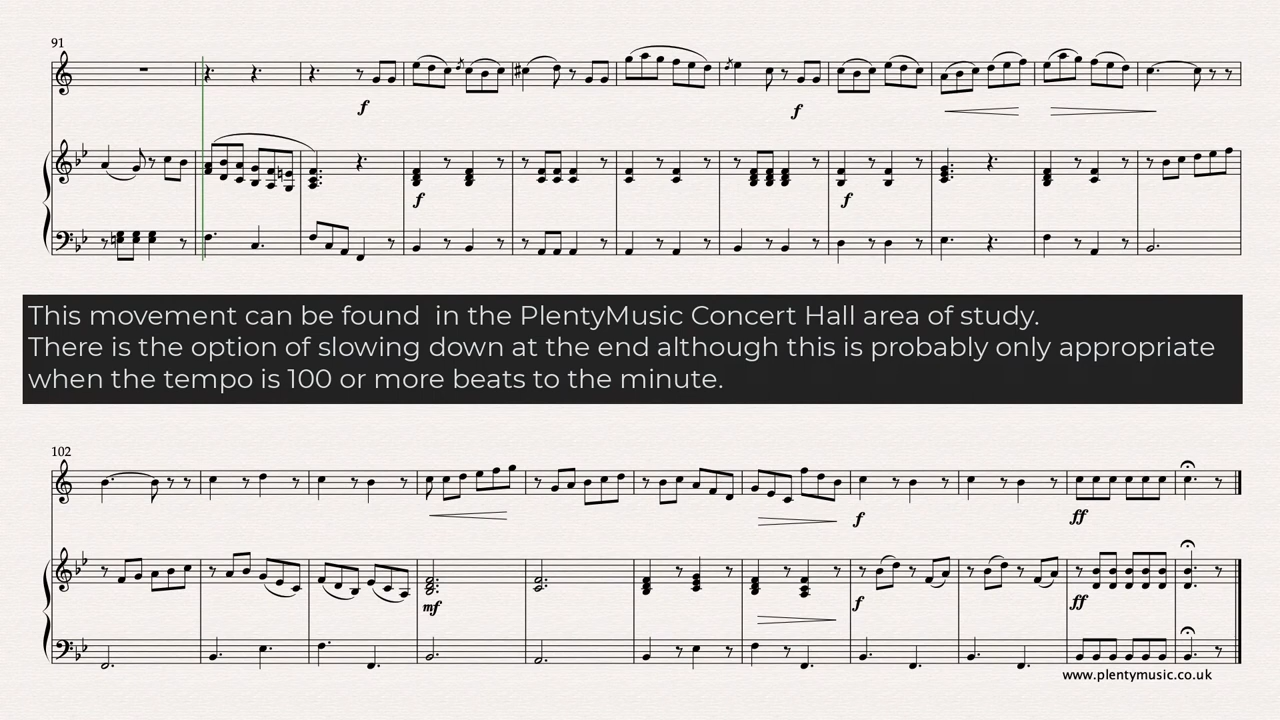 91
f
f
f
f
This movement can be found  in the PlentyMusic Concert Hall area of study.
There is the option of slowing down at the end although this is probably only appropriate
when the tempo is 100 or more beats to the minute.
102
f
ff
mf
f
ff
www.plentymusic.co.uk